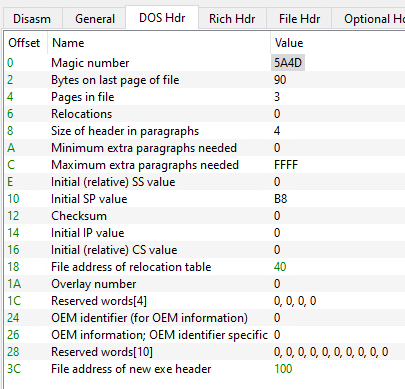 Disasm General DOS Hdr Rich Hdr File Hdr Optional H
Offset Name Value
0 Magic number 5A4D
2 Bytes on last page of file 90
4 Pages in file 3
6 Relocations 0
8 Size of header in paragraphs 4
A Minimum extra paragraphs needed 0
C Maximum extra paragraphs needed FFFF
E Initial (relative) SS value 0
10 Initial SP value B8
12 Checksum 0
14 Initial IP value 0
16 Initial (relative) CS value 0
18 File address of relocation table 40
1A Overlay number 0
1C Reserved words[4] 0, 0, 0, 0
24 OEM identifier (for OEM information) 0
26 OEM information; OEM identifier specific 0
28 Reserved words[10] 0, 0, 0, 0, 0, 0, 0, 0, 0, 0
3C File address of new exe header 100